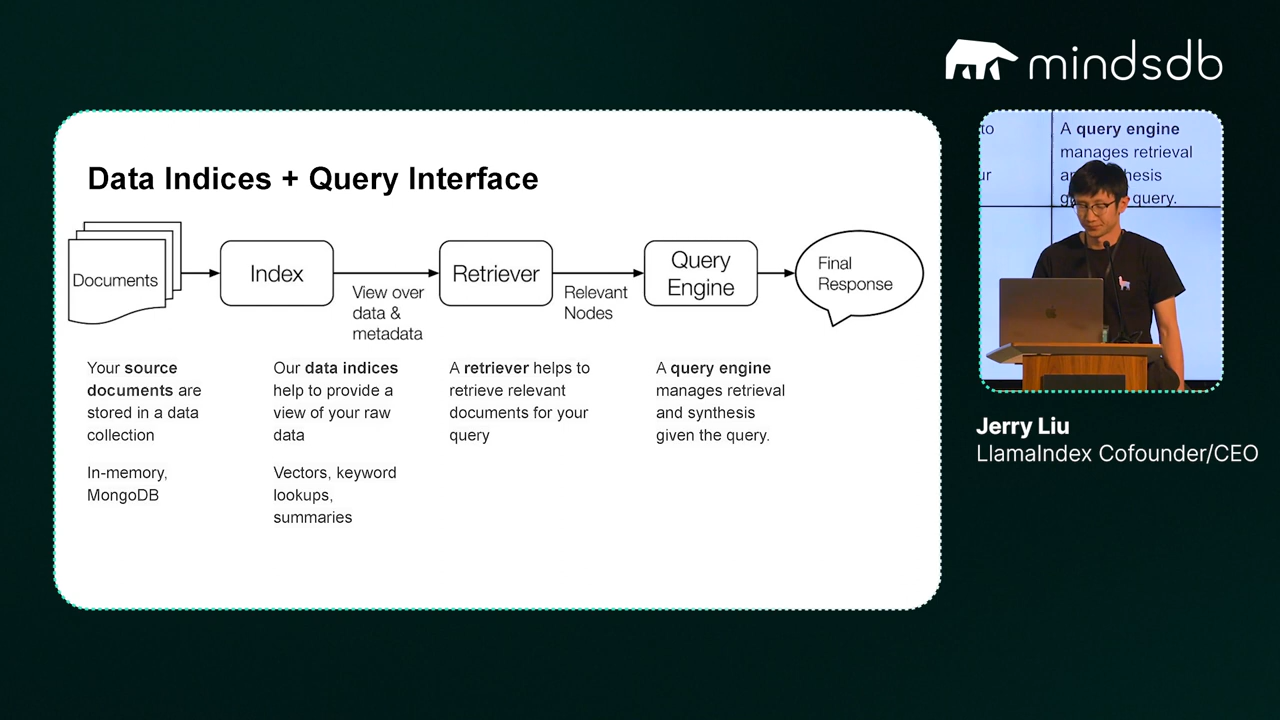 mindsdb
Data Indices + Query Interface
Documents
Index
View over
data &
metadata
Retriever
Relevant
Nodes
Query
Engine
Final
Response
Your source
documents are
stored in a data
collection
In-memory,
MongoDB
Our data indices
help to provide a
view of your raw
data
Vectors, keyword
lookups,
summaries
A retriever helps to
retrieve relevant
documents for your
query
A query engine
manages retrieval
and synthesis
given the query.
to
A query engine
manages retrieval
query.
Jerry Liu
LlamaIndex Cofounder/CEO